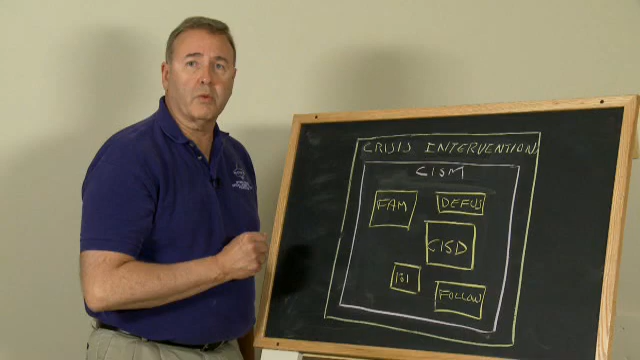 CRISIS INTERVENTION
CISM
FAM
DEFUS
CISD
1:1
FOLLOW